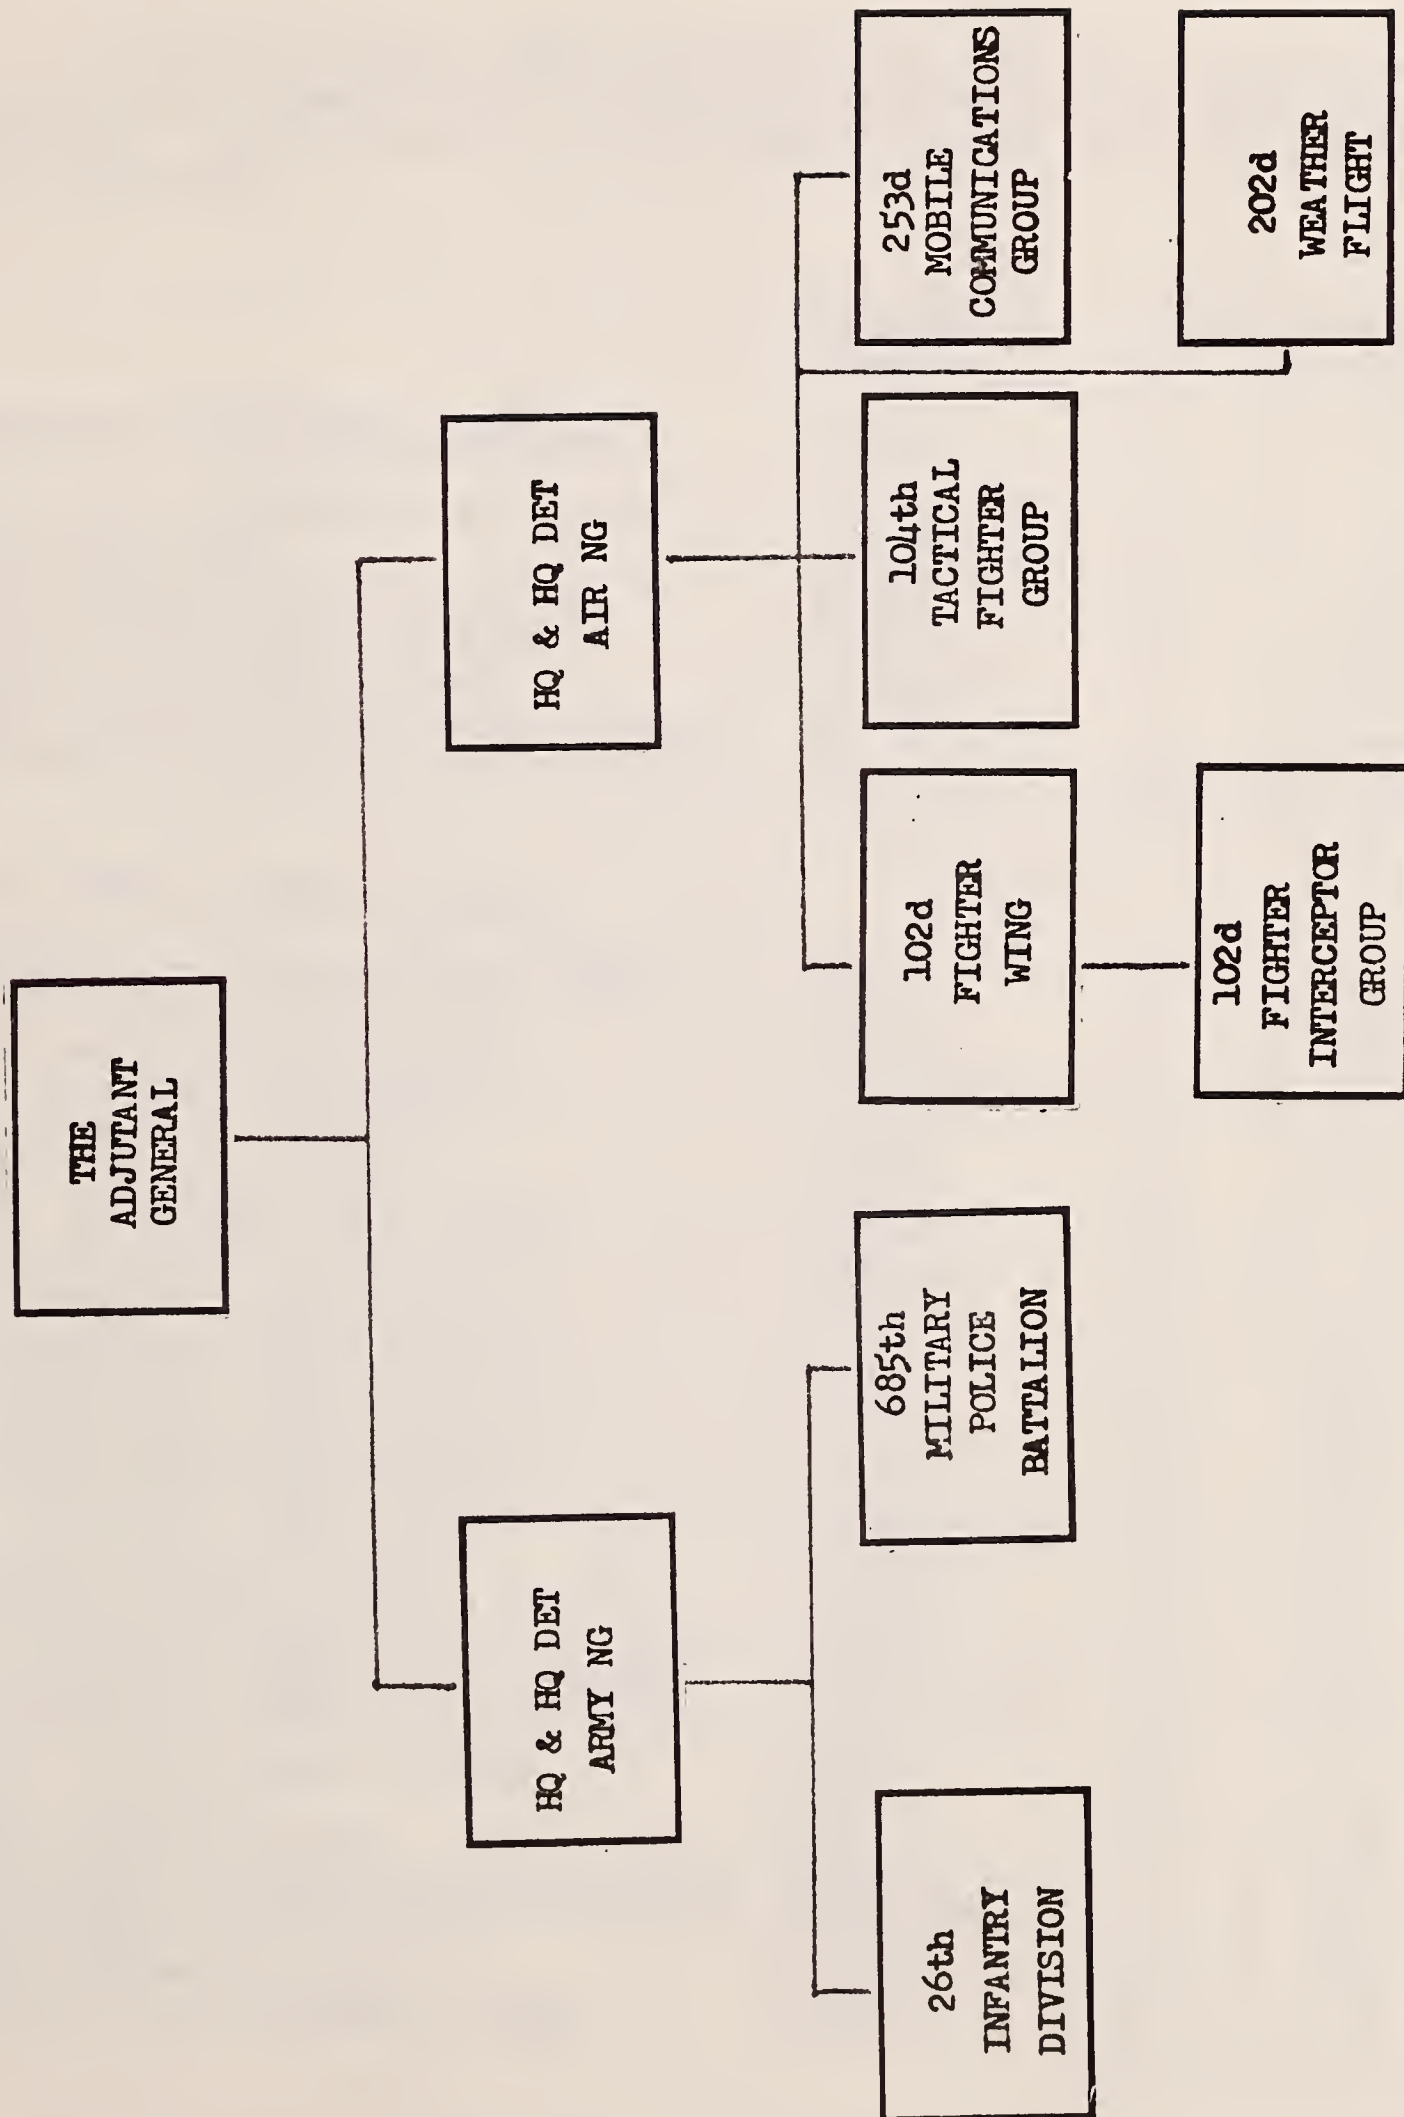 THE
ADJUTANT
GENERAL
HQ & HQ DET
ARMY NG
HQ & HQ DET
AIR NG
26th
INFANTRY
DIVISION
685th
MILITARY
POLICE
BATTALION
102d
FIGHTER
WING
104th
TACTICAL
FIGHTER
GROUP
253d
MOBILE
COMMUNICATIONS
GROUP
102d
FIGHTER
INTERCEPTOR
GROUP
202d
WEATHER
FLIGHT